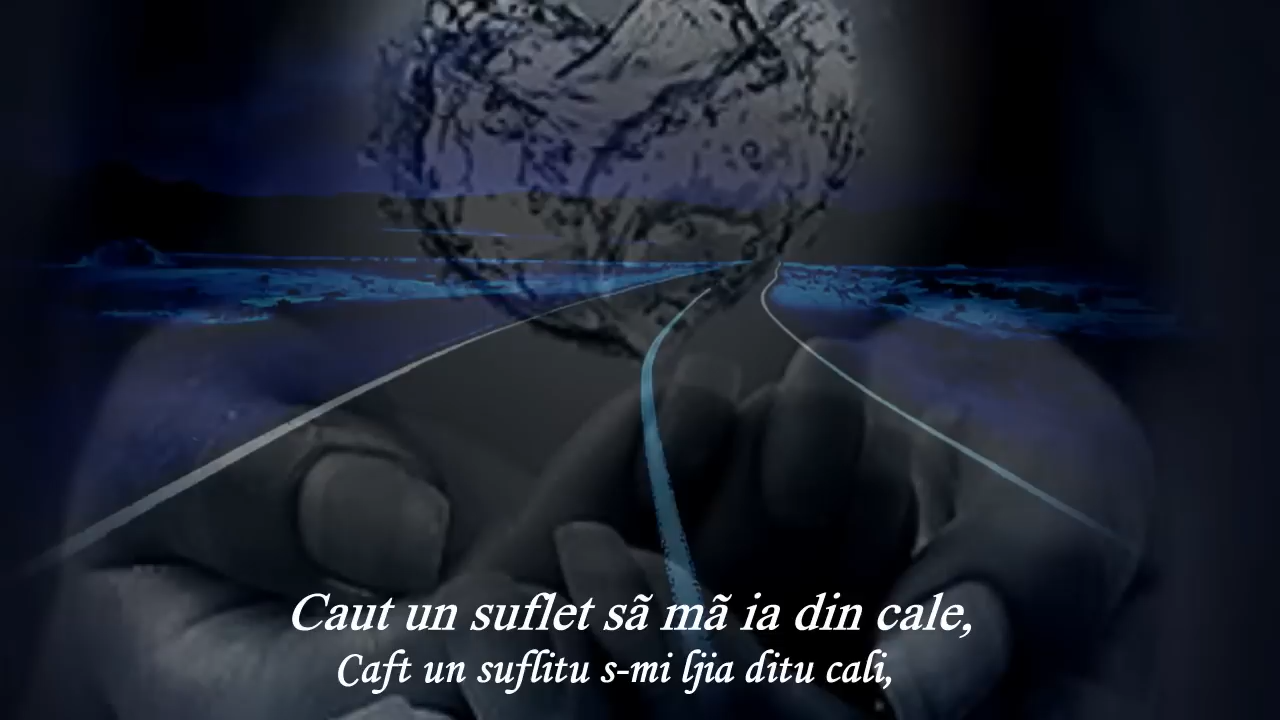 Caut un suflet sã mã ia din cale,
Caft un suflitu s-mi ljia ditu cali,